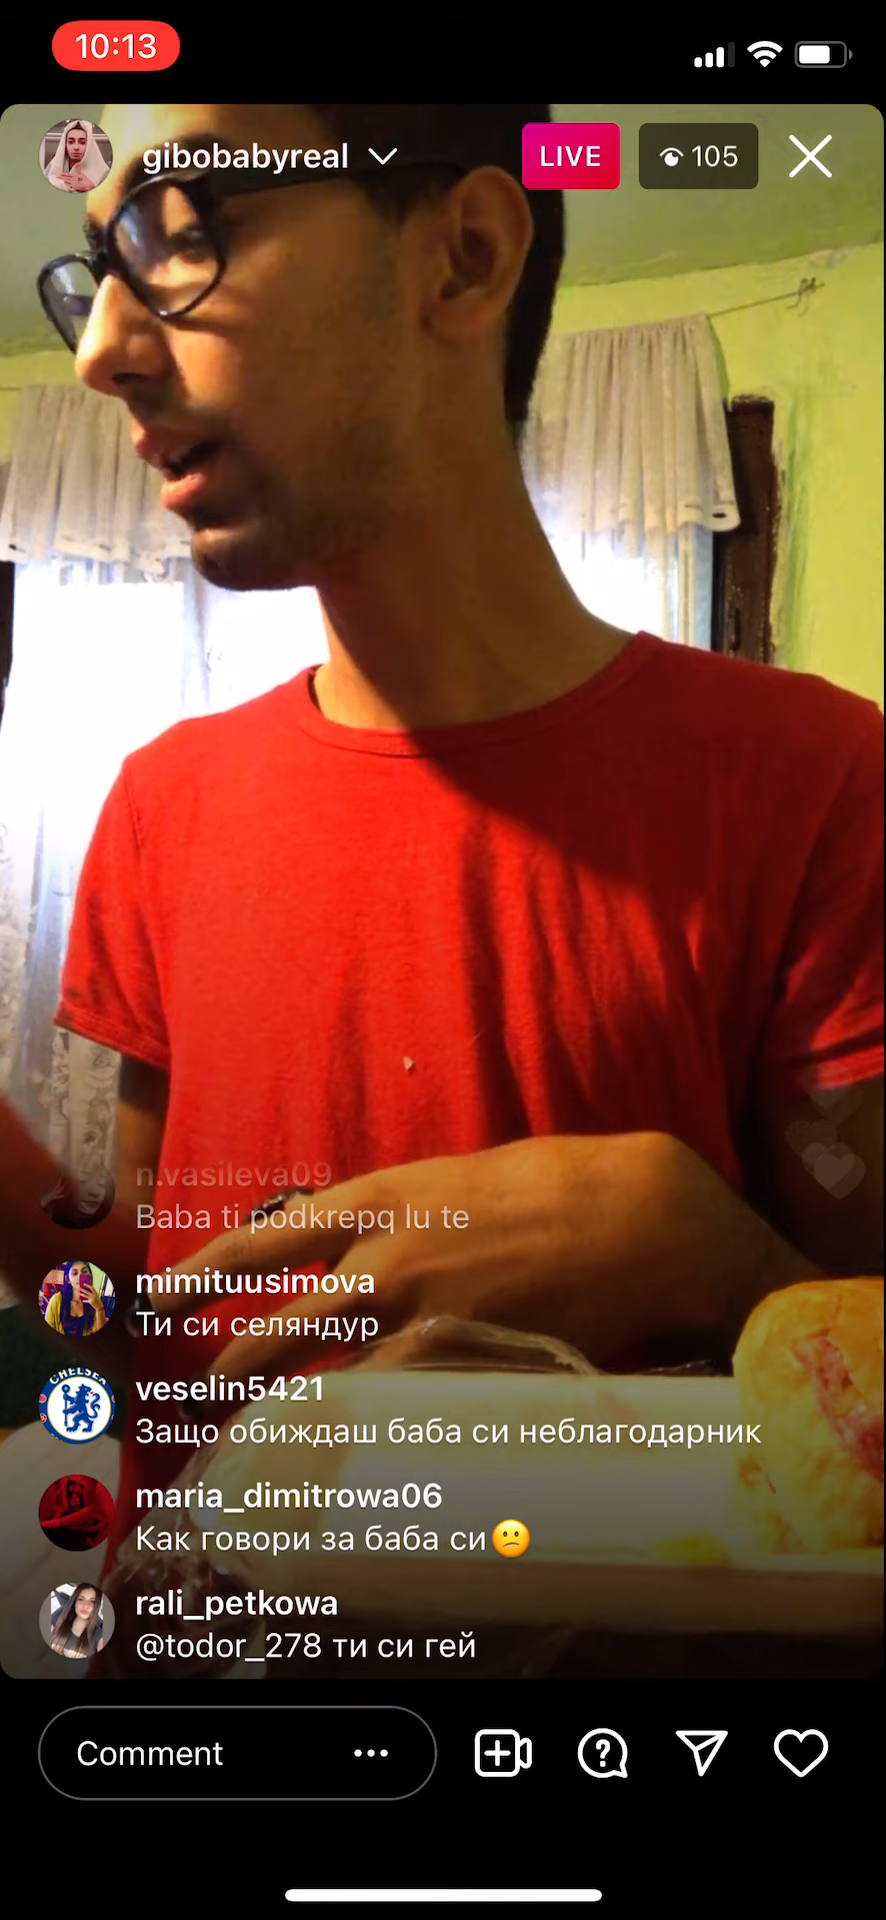 10:13
gibobabyreal
LIVE
105
n.vasileva09
Baba ti podkrepq lu te
mimituusimova
Ти си селяндур
CHELSEA
veselin5421
Защо обиждаш баба си неблагодарник
maria_dimitrowa06
Как говори за баба си😕
rali_petkowa
@todor_278 ти си гей
Comment